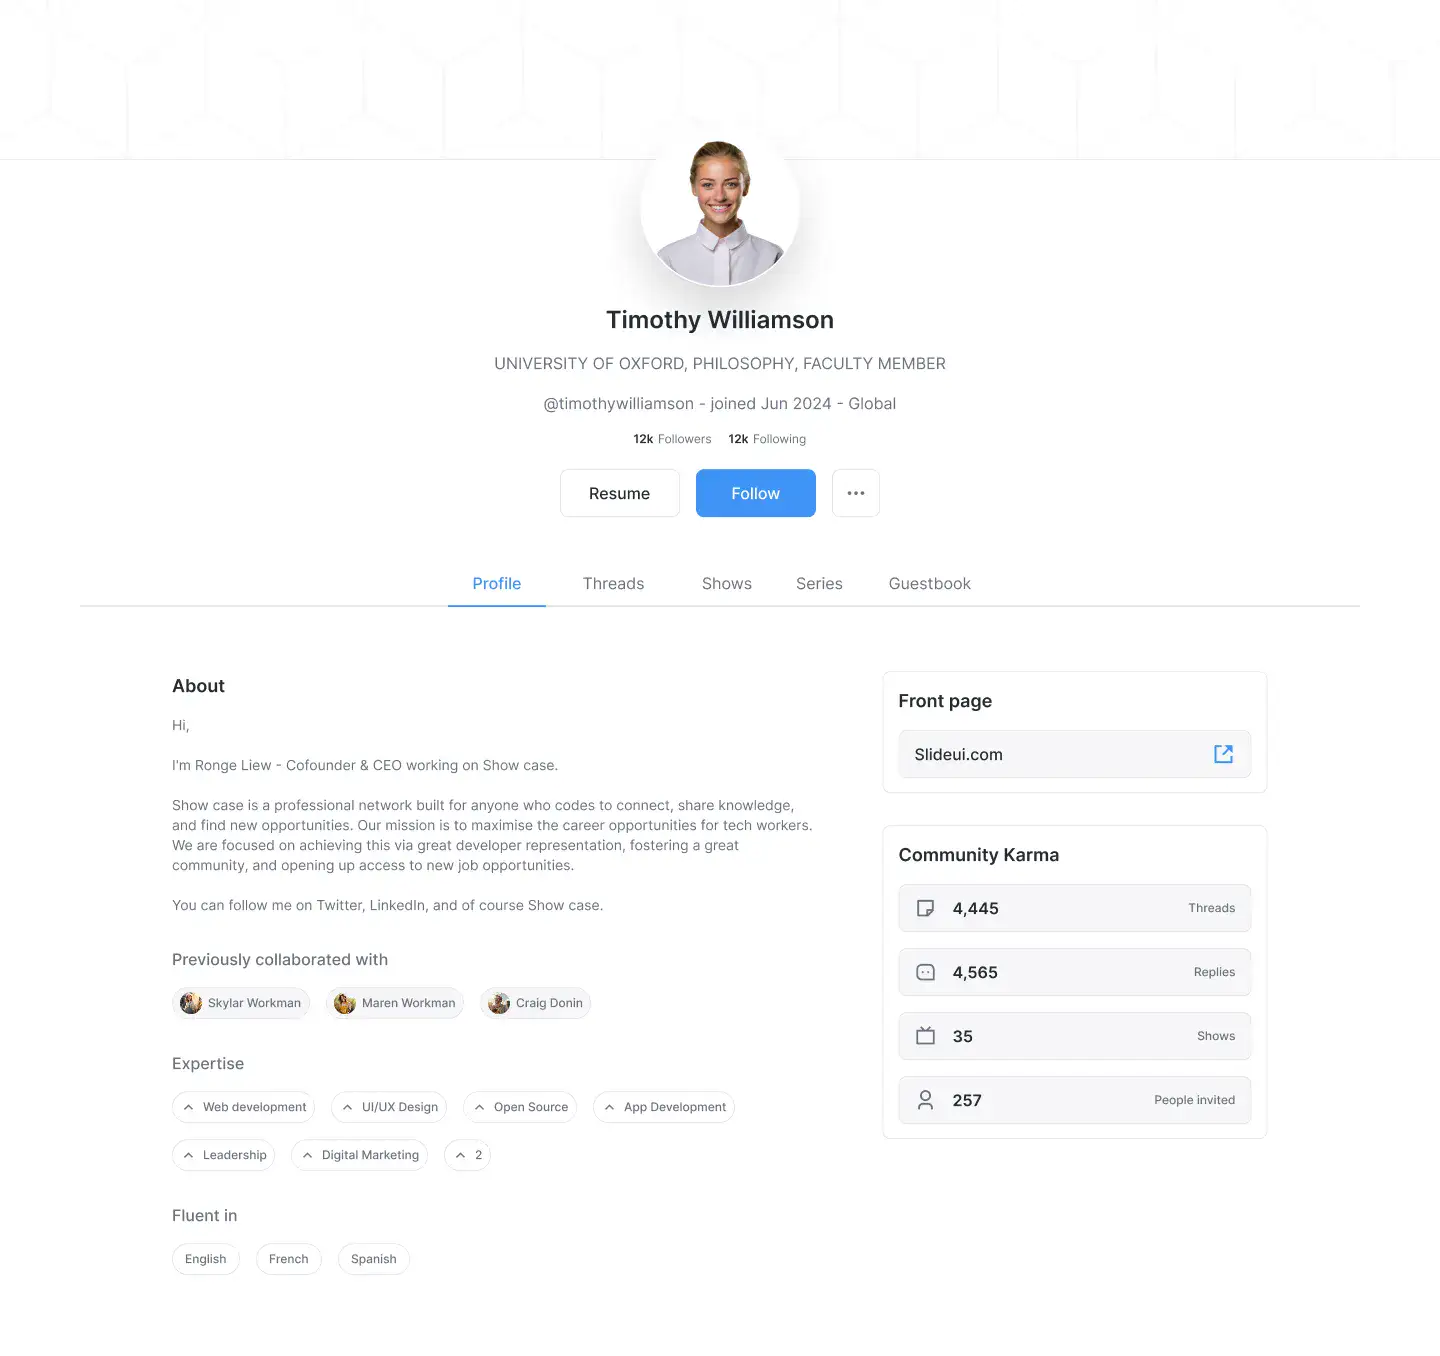 Timothy Williamson
UNIVERSITY OF OXFORD, PHILOSOPHY, FACULTY MEMBER
@timothywilliamson - joined Jun 2024 - Global
12k Followers 12k Following
Resume Follow
Profile Threads Shows Series Guestbook
About
Hi,
I'm Ronge Liew - Cofounder & CEO working on Show case.
Show case is a professional network built for anyone who codes to connect, share knowledge,
and find new opportunities. Our mission is to maximise the career opportunities for tech workers.
We are focused on achieving this via great developer representation, fostering a great
community, and opening up access to new job opportunities.
You can follow me on Twitter, LinkedIn, and of course Show case.
Previously collaborated with
Skylar Workman Maren Workman Craig Donin
Expertise
Web development UI/UX Design Open Source App Development
Leadership Digital Marketing 2
Fluent in
English French Spanish
Front page
Slideui.com
Community Karma
4,445 Threads
4,565 Replies
35 Shows
257 People invited